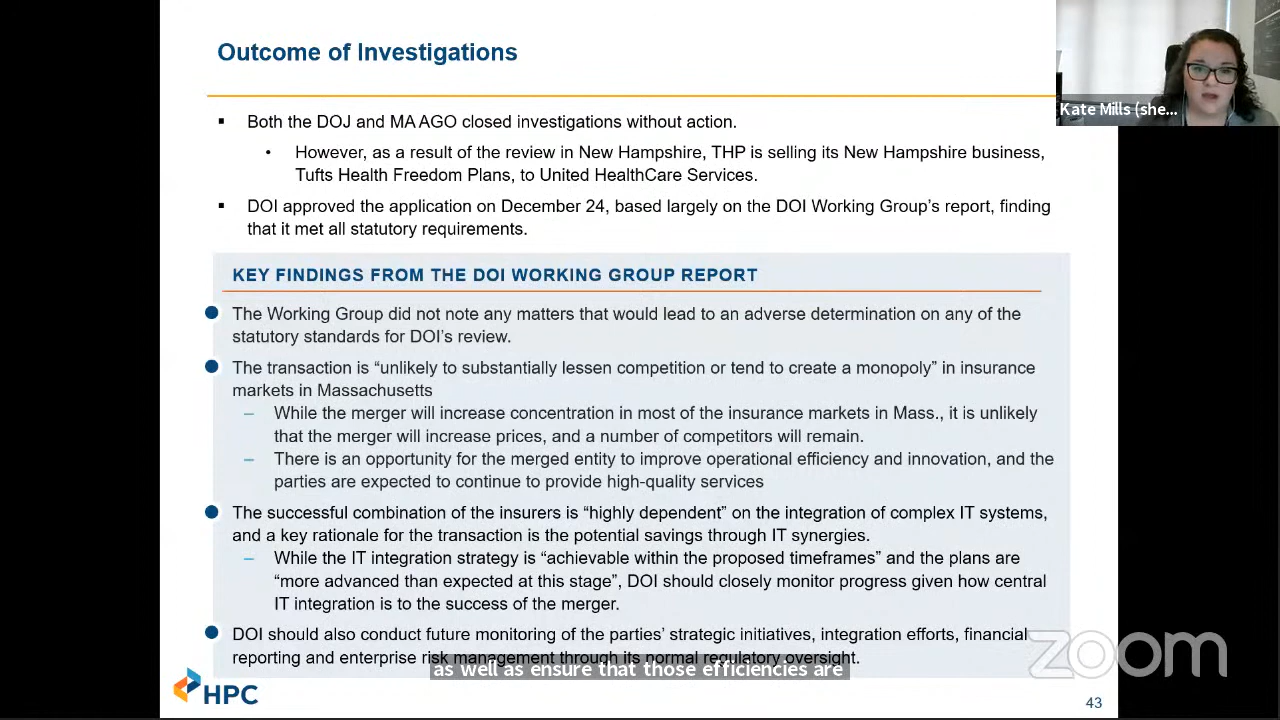 Outcome of Investigations
Kate Mills (she...
▪ Both the DOJ and MA AGO closed investigations without action.
• However, as a result of the review in New Hampshire, THP is selling its New Hampshire business,
Tufts Health Freedom Plans, to United HealthCare Services.
▪ DOI approved the application on December 24, based largely on the DOI Working Group's report, finding
that it met all statutory requirements.
KEY FINDINGS FROM THE DOI WORKING GROUP REPORT
● The Working Group did not note any matters that would lead to an adverse determination on any of the
statutory standards for DOI's review.
● The transaction is “unlikely to substantially lessen competition or tend to create a monopoly” in insurance
markets in Massachusetts
– While the merger will increase concentration in most of the insurance markets in Mass., it is unlikely
that the merger will increase prices, and a number of competitors will remain.
– There is an opportunity for the merged entity to improve operational efficiency and innovation, and the
parties are expected to continue to provide high-quality services
● The successful combination of the insurers is “highly dependent” on the integration of complex IT systems,
and a key rationale for the transaction is the potential savings through IT synergies.
– While the IT integration strategy is “achievable within the proposed timeframes” and the plans are
“more advanced than expected at this stage”, DOI should closely monitor progress given how central
IT integration is to the success of the merger.
● DOI should also conduct future monitoring of the parties' strategic initiatives, integration efforts, financial
reporting and enterprise risk management through its normal regulatory oversight.
as well as ensure that those efficiencies are
zoom
HPC
43